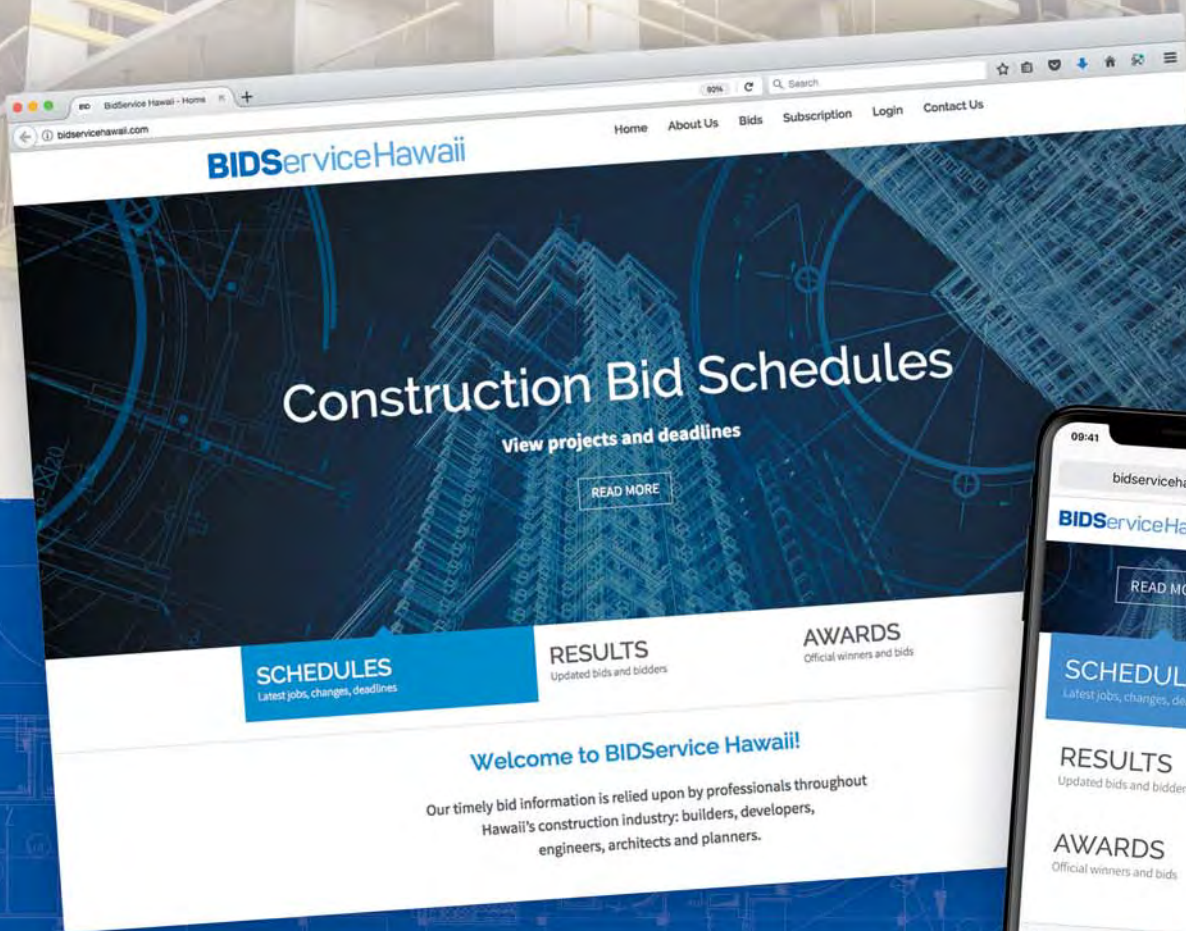 BID BidService Hawaii - Home
bidservicehawaii.com
90%
Search
BIDServiceHawaii
Home About Us Bids Subscription Login Contact Us
Construction Bid Schedules
View projects and deadlines
READ MORE
SCHEDULES
Latest jobs, changes, deadlines
RESULTS
Updated bids and bidders
AWARDS
Official winners and bids
Welcome to BIDService Hawaii!
Our timely bid information is relied upon by professionals throughout
Hawaii's construction industry: builders, developers,
engineers, architects and planners.
09:41
bidserviceha
BIDServiceHa
READ MO
SCHEDUL
Latest jobs, changes, de
RESULTS
Updated bids and bidder
AWARDS
Official winners and bids